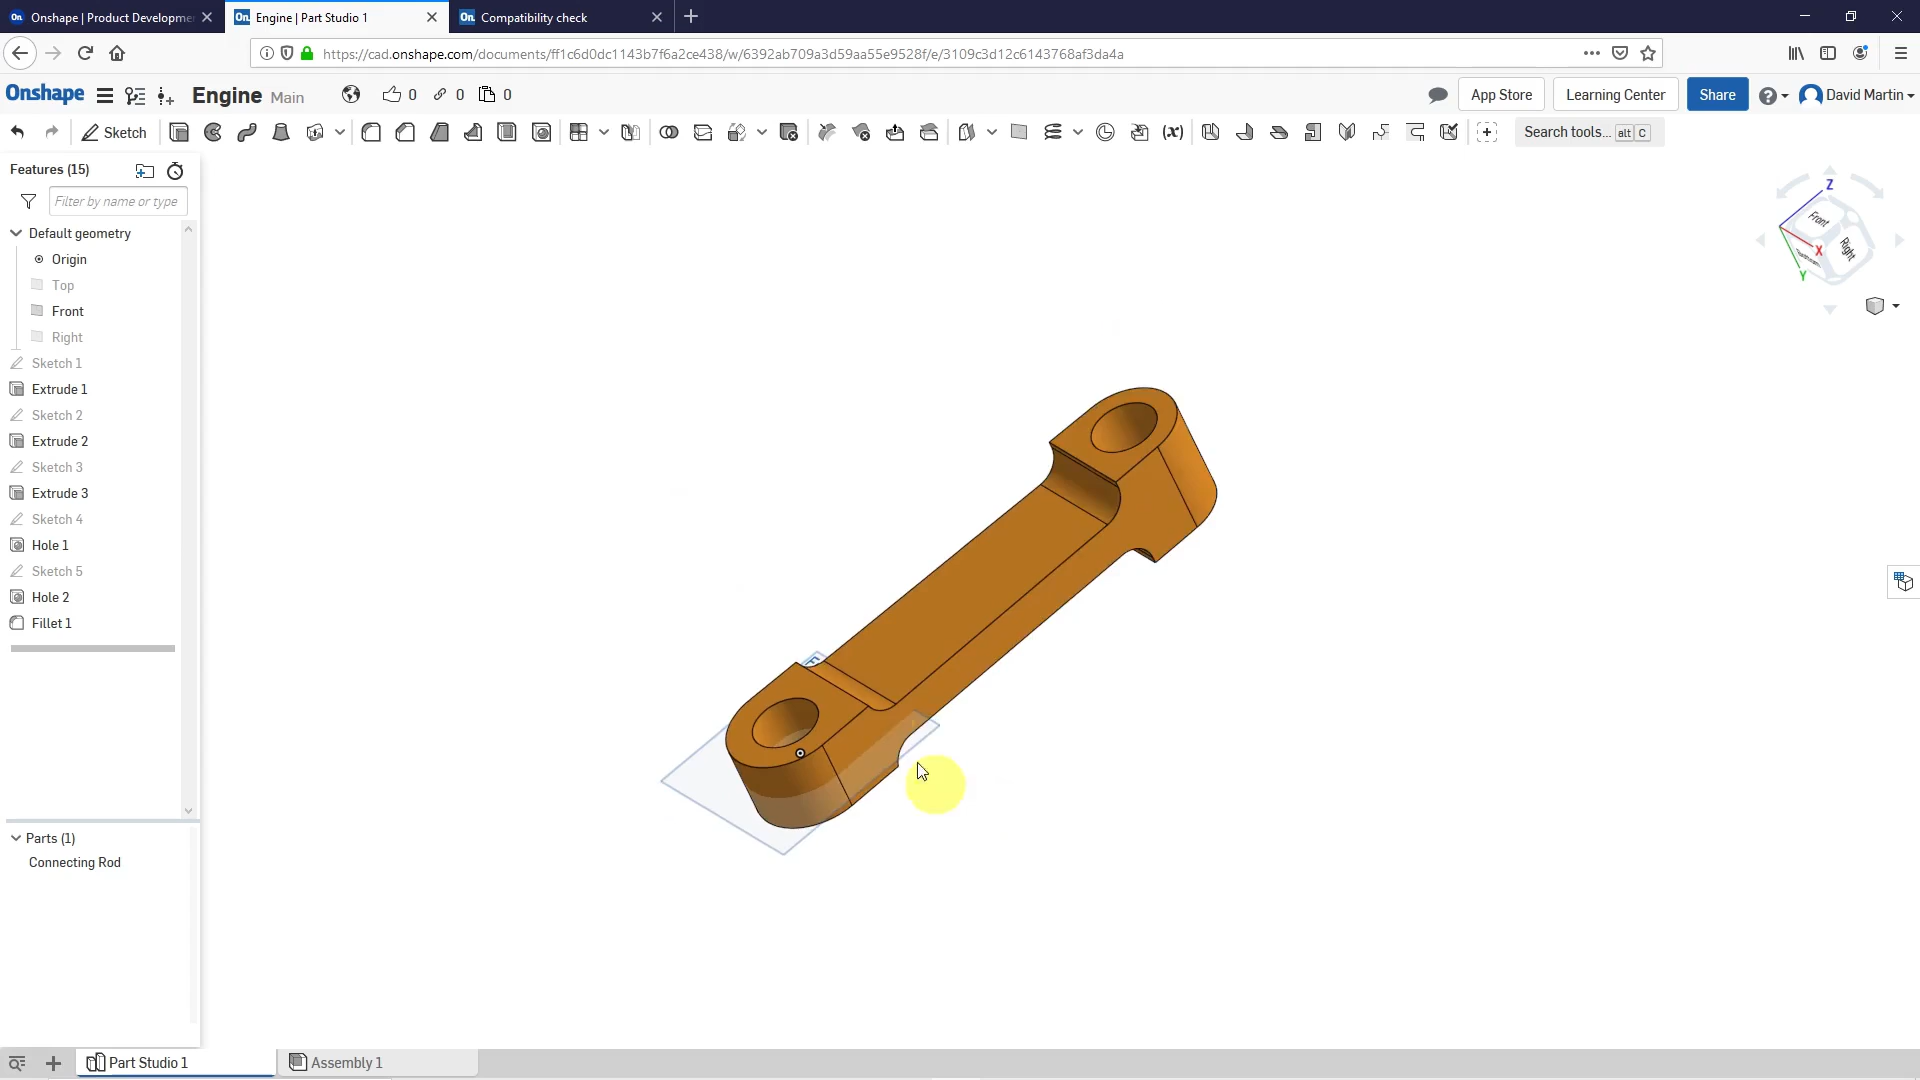 Onshape | Product Developme
Engine | Part Studio 1
Compatibility check
https://cad.onshape.com/documents/ff1c6d0dc1143b7f6a2ce438/w/6392ab709a3d59aa55e9528f/e/3109c3d12c6143768af3da4a
Onshape
Engine Main
0
0
0
App Store
Learning Center
Share
David Martin
Sketch
Search tools... alt C
Features (15)
Filter by name or type
Default geometry
Origin
Top
Front
Right
Sketch 1
Extrude 1
Sketch 2
Extrude 2
Sketch 3
Extrude 3
Sketch 4
Hole 1
Sketch 5
Hole 2
Fillet 1
Parts (1)
Connecting Rod
Z
Front
Right
X
Y
Part Studio 1
Assembly 1